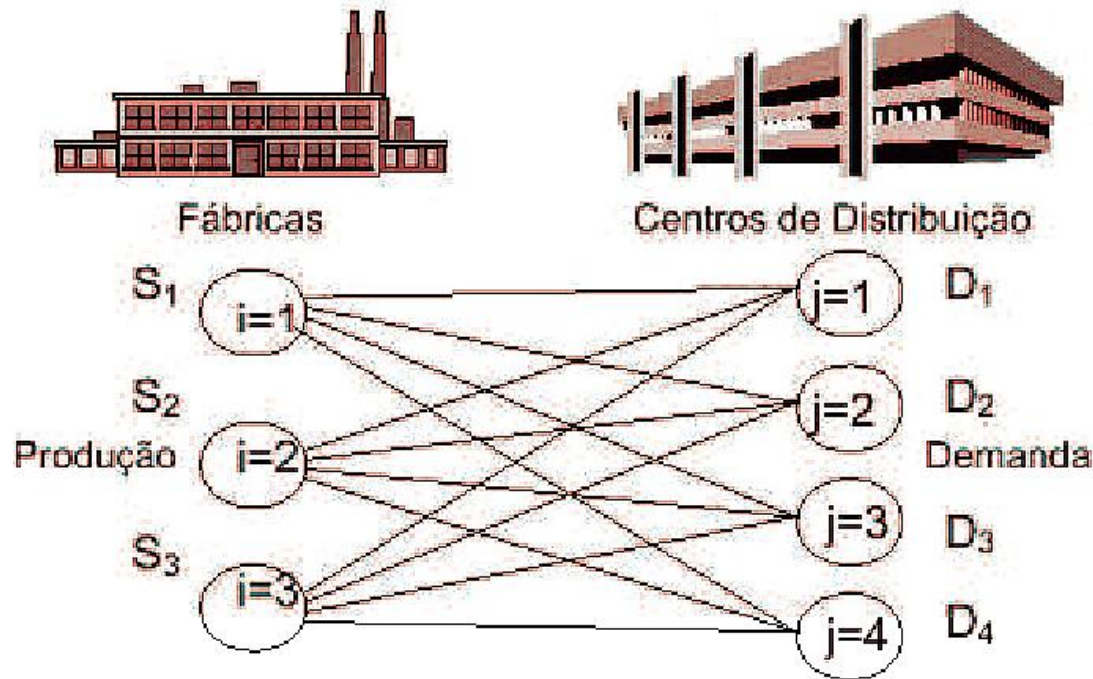 Fábricas
Centros de Distribuição
S₁
i=1
j=1
D₁
S₂
j=2
D₂
Produção
i=2
Demanda
j=3
S₃
D₃
i=3
j=4
D₄